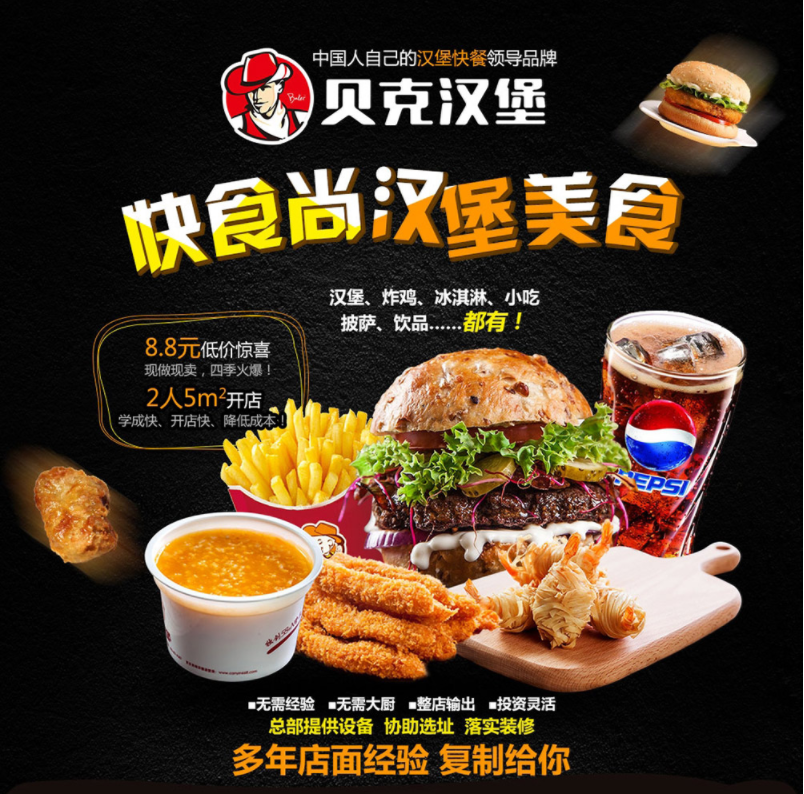 中国人自己的汉堡快餐领导品牌
贝克汉堡
快食尚汉堡美食
汉堡、炸鸡、冰淇淋、小吃
披萨、饮品......都有！
8.8元低价惊喜
现做现卖，四季火爆！
2人5m²开店
学成快、开店快、降低成本！
PEPSI
■无需经验 ■无需大厨 ■整店输出 ■投资灵活
总部提供设备 协助选址 落实装修
多年店面经验 复制给你